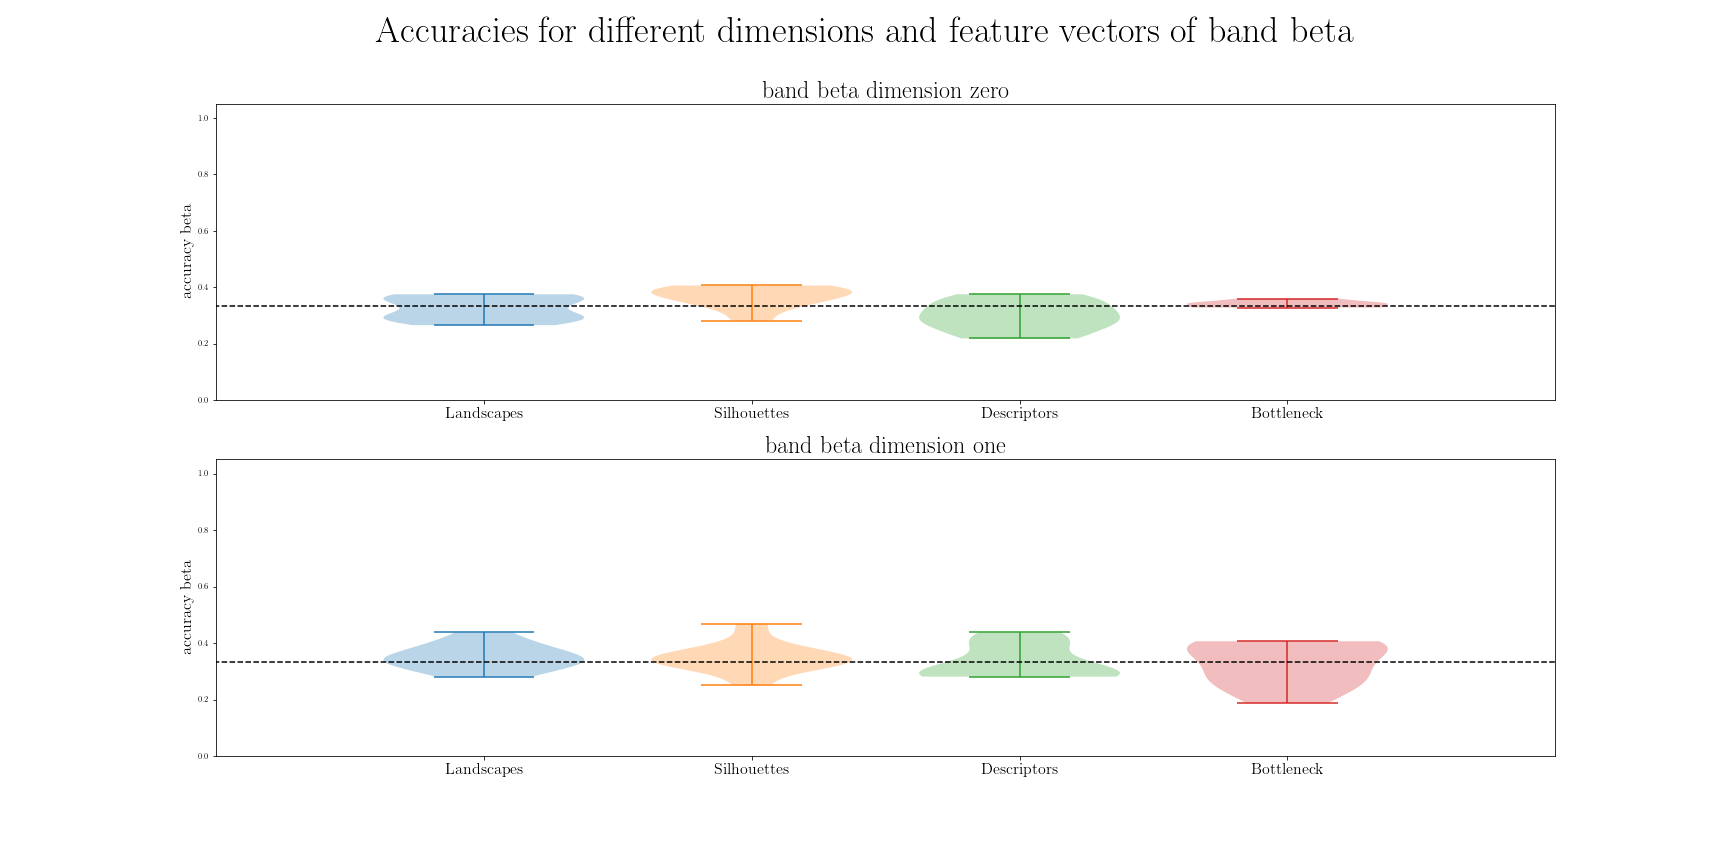 Accuracies for different dimensions and feature vectors of band beta
band beta dimension zero
1.0
0.8
0.6
0.4
0.2
0.0
accuracy beta
Landscapes Silhouettes Descriptors Bottleneck
band beta dimension one
1.0
0.8
0.6
0.4
0.2
0.0
accuracy beta
Landscapes Silhouettes Descriptors Bottleneck